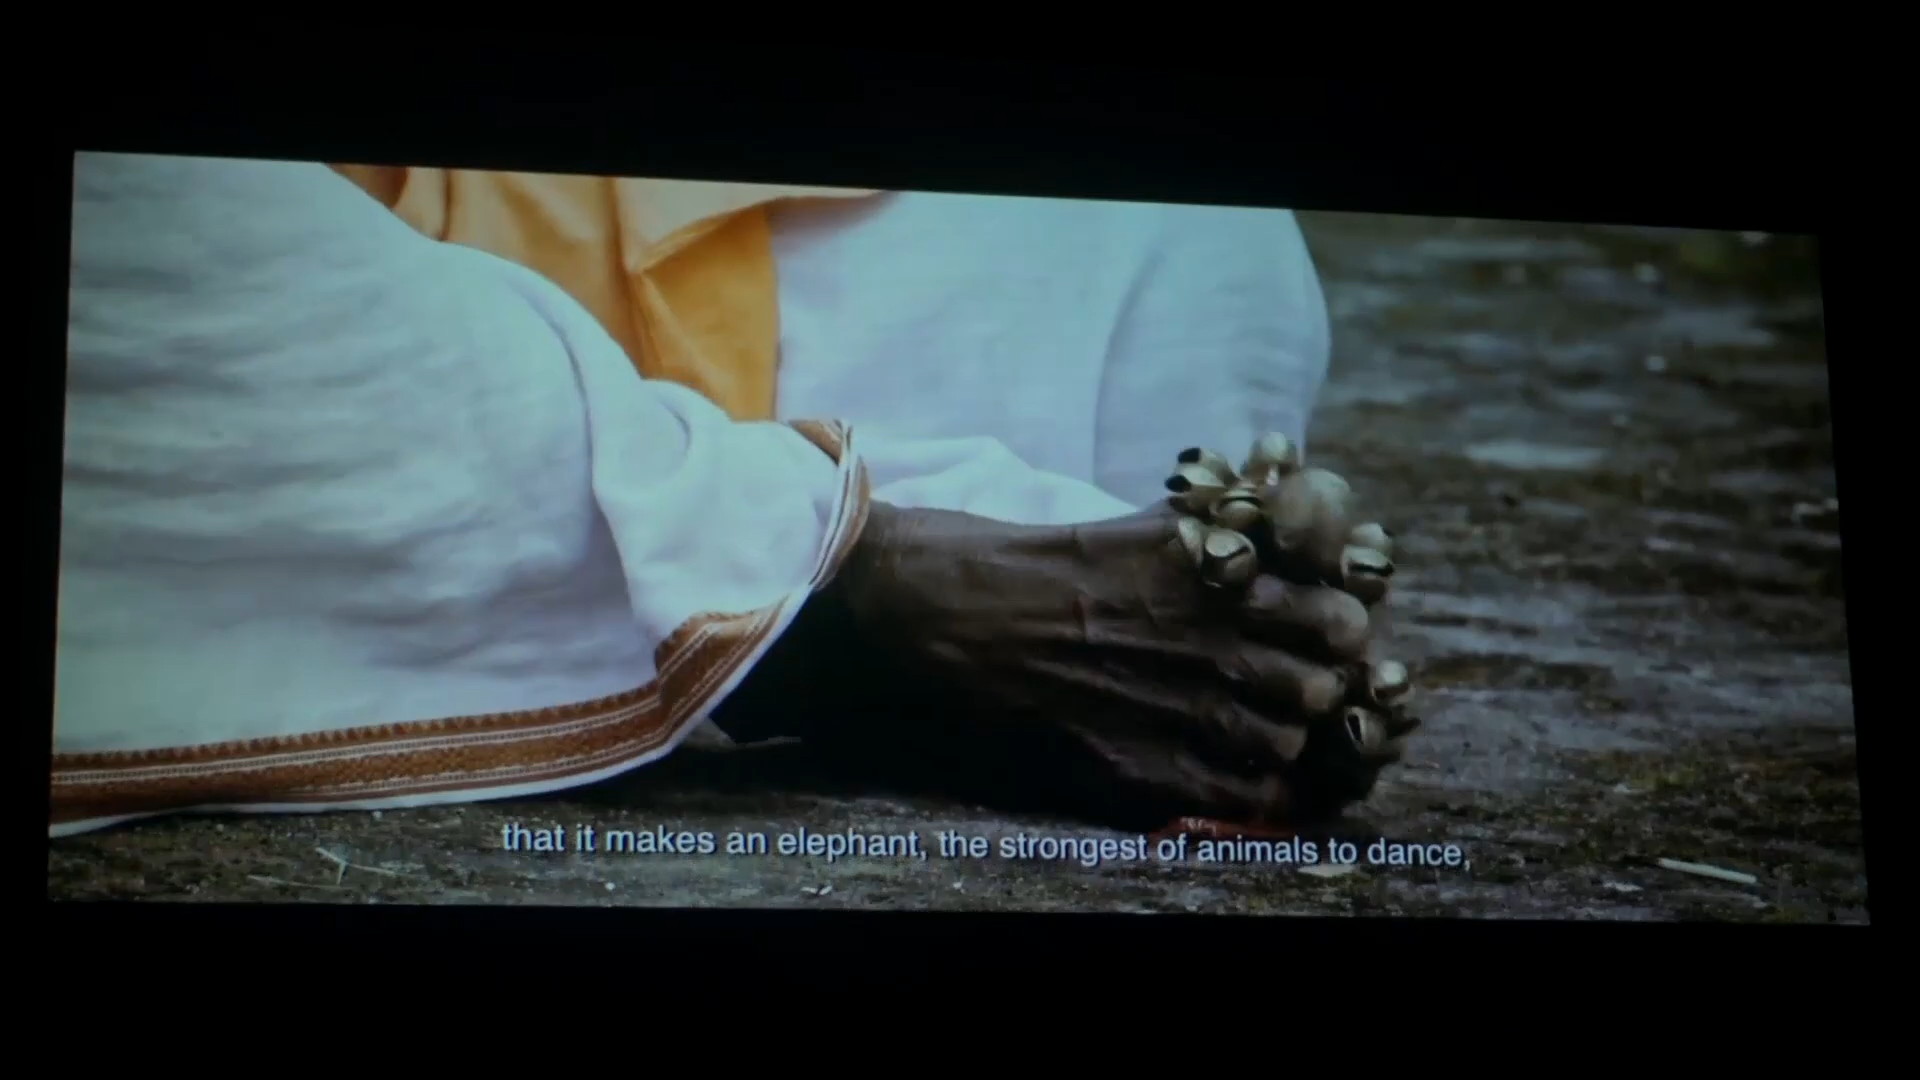 that it makes an elephant, the strongest of animals to dance,